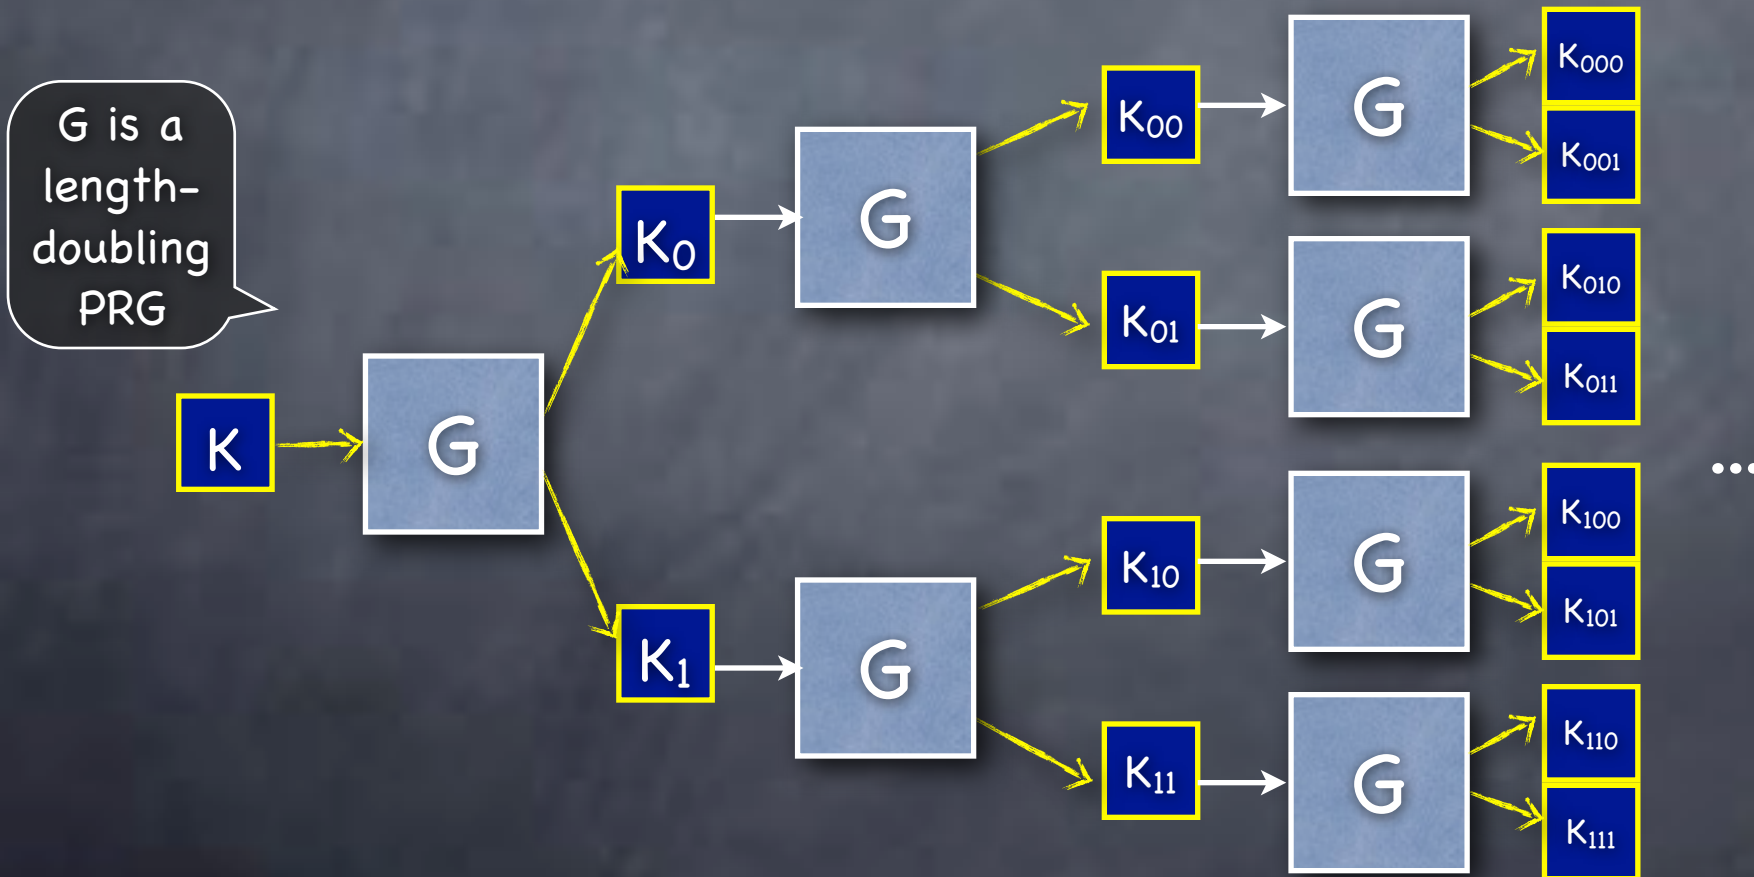 G is a
length-
doubling
PRG
K
G
K₀
K₁
G
G
K₀₀
K₀₁
K₁₀
K₁₁
G
G
G
G
K₀₀₀
K₀₀₁
K₀₁₀
K₀₁₁
K₁₀₀
K₁₀₁
K₁₁₀
K₁₁₁
...